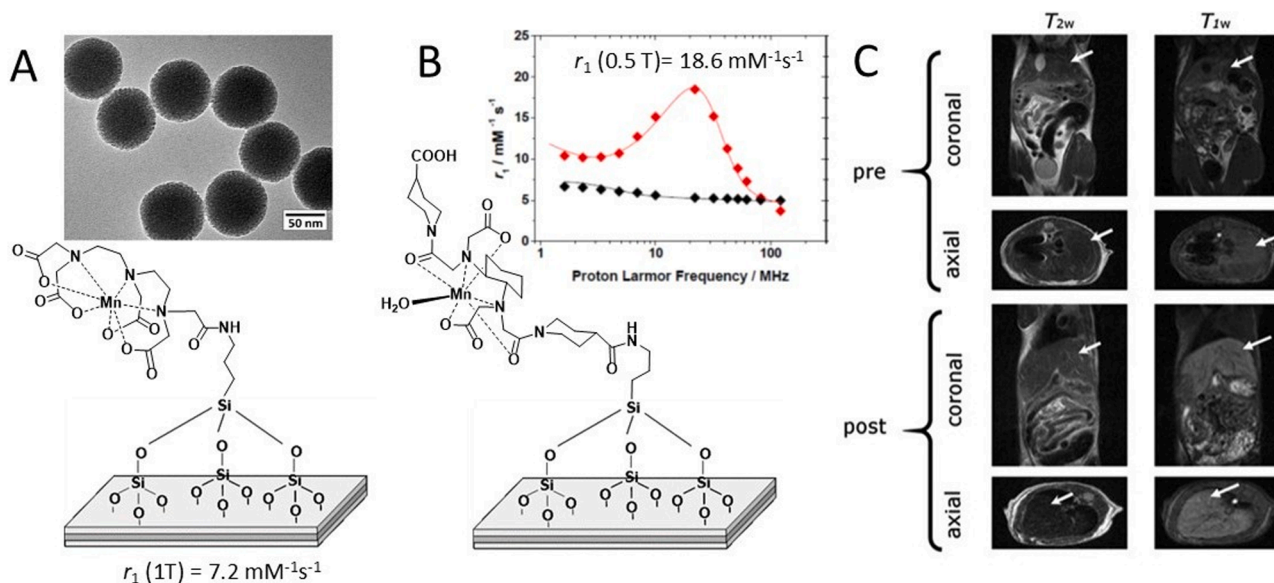 A
50 nm
O
N
N
O
O
O
Mn
N
O
O
O
O
O
NH
Si
O
O
O
Si
Si
Si
O
O
O
O
O
O
O
O
O
r₁ (1T) = 7.2 mM⁻¹s⁻¹
B
COOH
N
O
O
N
O
H₂O
Mn
N
O
O
O
N
O
H
N
Si
O
O
O
Si
Si
Si
O
O
O
O
O
O
O
O
O
r₁ (0.5 T)= 18.6 mM⁻¹s⁻¹
r₁ / mM⁻¹ s⁻¹
25
20
15
10
5
0
1
10
100
Proton Larmor Frequency / MHz
C
T₂w
T₁w
pre
coronal
axial
post
coronal
axial